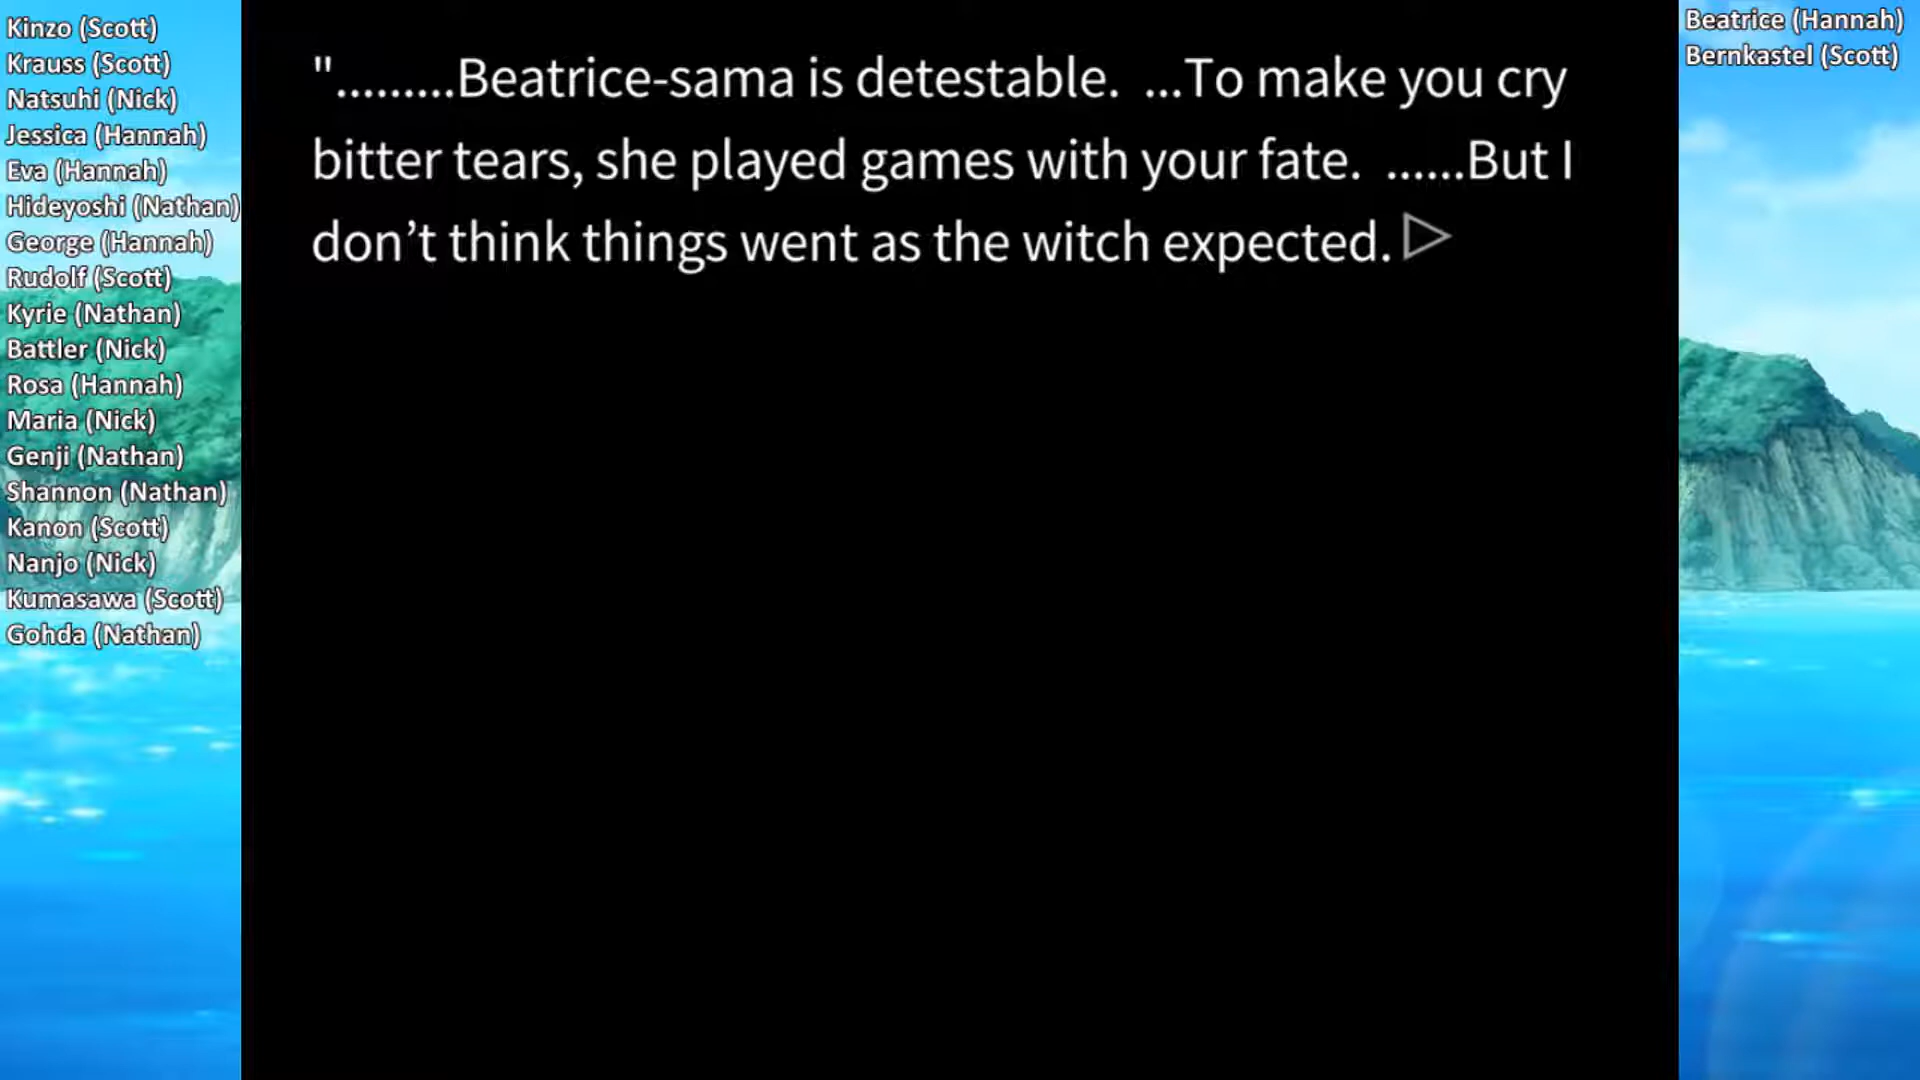 Kinzo (Scott)
Krauss (Scott)
Natsuhi (Nick)
Jessica (Hannah)
Eva (Hannah)
Hideyoshi (Nathan)
George (Hannah)
Rudolf (Scott)
Kyrie (Nathan)
Battler (Nick)
Rosa (Hannah)
Maria (Nick)
Genji (Nathan)
Shannon (Nathan)
Kanon (Scott)
Nanjo (Nick)
Kumasawa (Scott)
Gohda (Nathan)
".........Beatrice-sama is detestable.  ...To make you cry
bitter tears, she played games with your fate.  ......But I
don’t think things went as the witch expected.
Beatrice (Hannah)
Bernkastel (Scott)